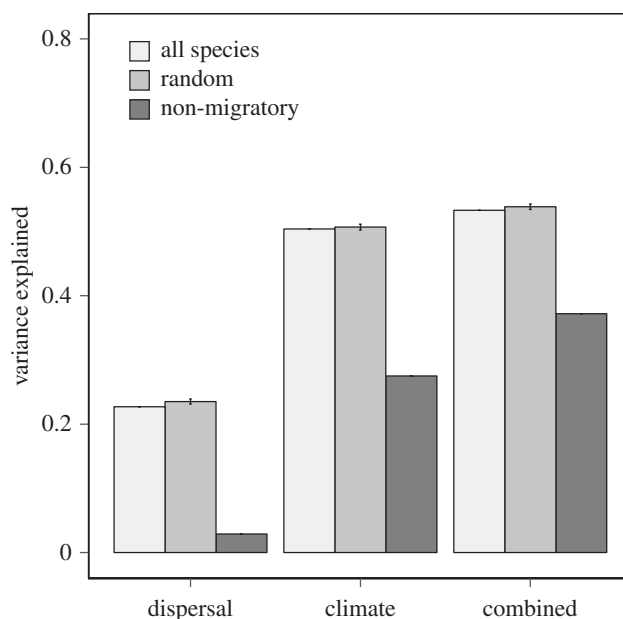 0.8
all species
random
non-migratory
0.6
0.4
0.2
0
variance explained
dispersal climate combined